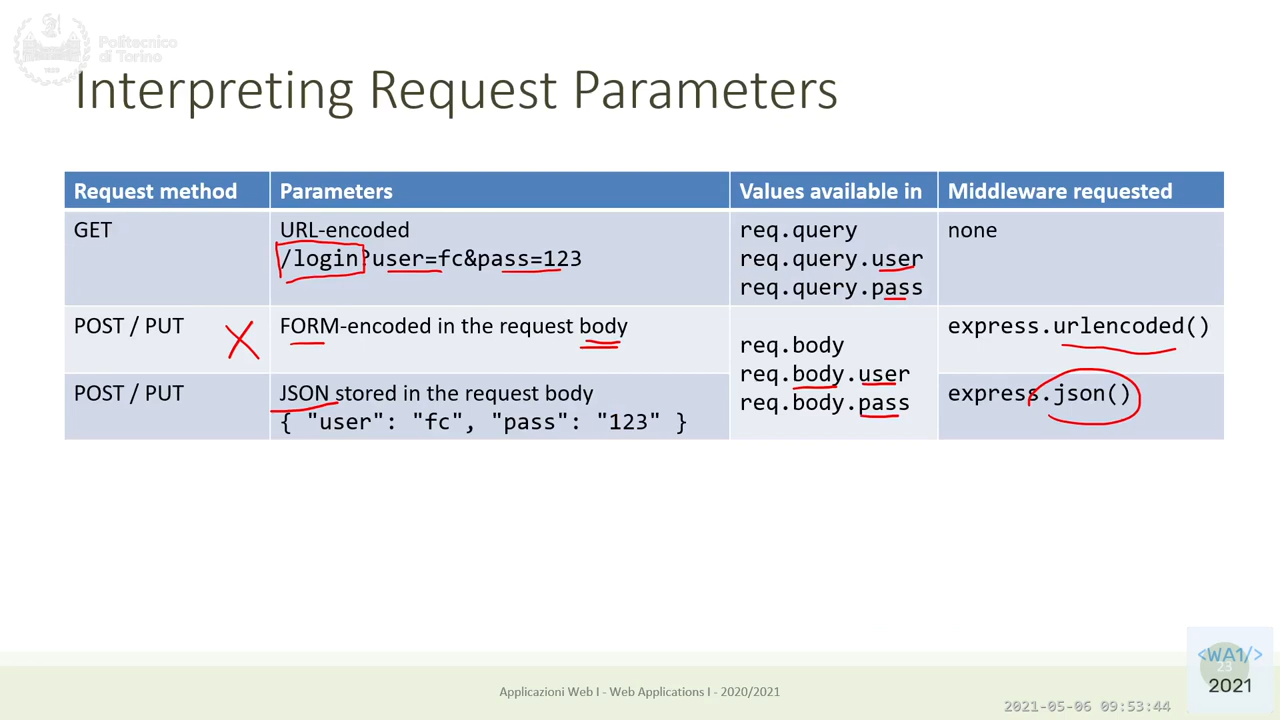 Politecnico
di Torino
Interpreting Request Parameters
Request method
Parameters
Values available in
Middleware requested
GET
URL-encoded
/login?user=fc&pass=123
req.query
req.query.user
req.query.pass
none
POST / PUT
FORM-encoded in the request body
req.body
req.body.user
req.body.pass
express.urlencoded()
POST / PUT
JSON stored in the request body
{ "user": "fc", "pass": "123" }
express.json()
Applicazioni Web I - Web Applications I - 2020/2021
<WA1/>
23
2021
2021-05-06 09:53:44